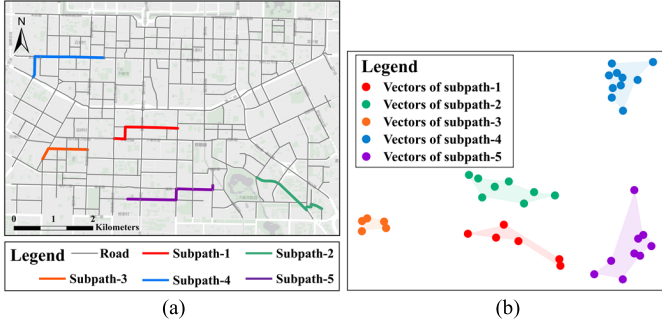 N
0 1 2
Kilometers
Legend
Road
Subpath-1
Subpath-2
Subpath-3
Subpath-4
Subpath-5
(a)
Legend
Vectors of subpath-1
Vectors of subpath-2
Vectors of subpath-3
Vectors of subpath-4
Vectors of subpath-5
(b)